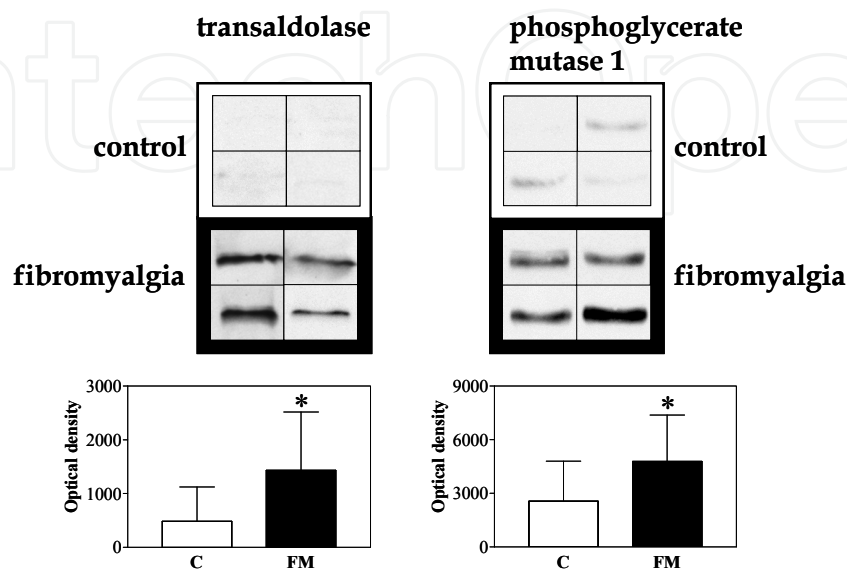 transaldolase
phosphoglycerate
mutase 1
control
control
fibromyalgia
fibromyalgia
3000
2000
1000
0
Optical density
*
C
FM
9000
6000
3000
0
Optical density
*
C
FM